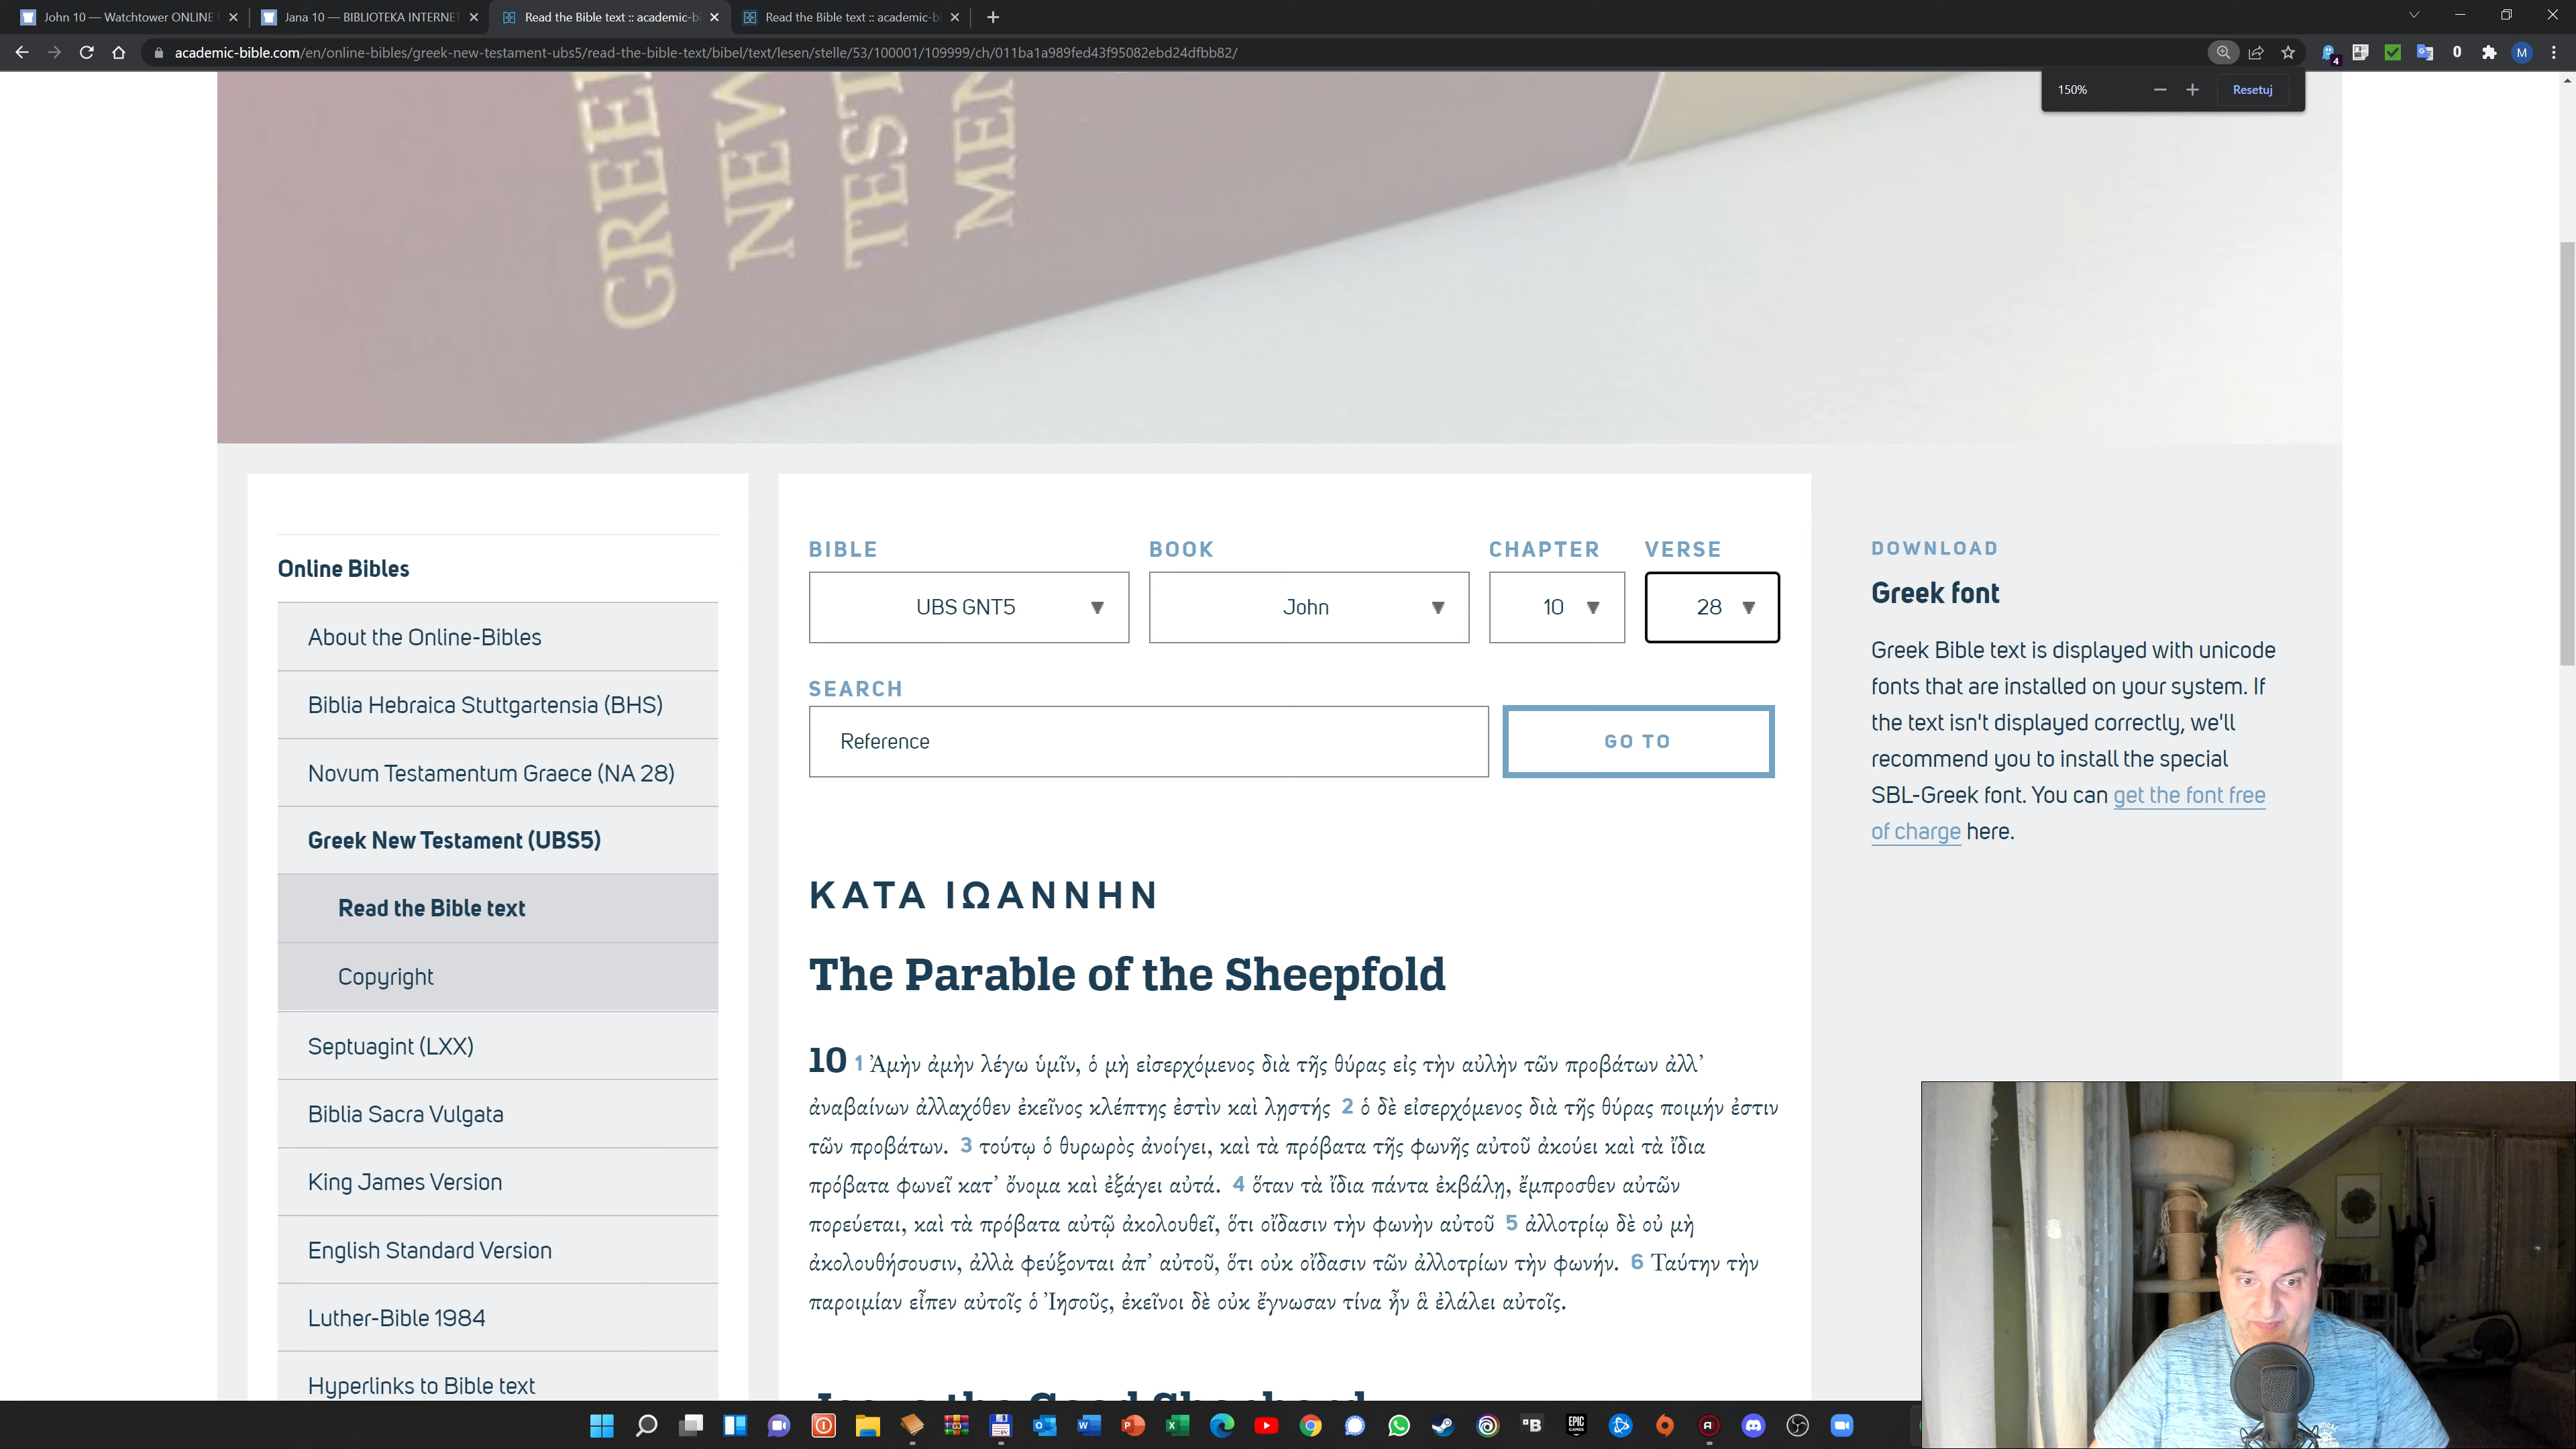 John 10 — Watchtower ONLINE
Jana 10 — BIBLIOTEKA INTERNE
Read the Bible text :: academic-b
Read the Bible text :: academic-b
academic-bible.com/en/online-bibles/greek-new-testament-ubs5/read-the-bible-text/bibel/text/lesen/stelle/53/100001/109999/ch/011ba1a989fed43f95082ebd24dfbb82/
4
0
M
150%
Resetuj
GREE
NEW
TEST
MEN
BIBLE
BOOK
CHAPTER
VERSE
UBS GNT5
John
10
28
SEARCH
Reference
GO TO
Online Bibles
About the Online-Bibles
Biblia Hebraica Stuttgartensia (BHS)
Novum Testamentum Graece (NA 28)
Greek New Testament (UBS5)
Read the Bible text
Copyright
Septuagint (LXX)
Biblia Sacra Vulgata
King James Version
English Standard Version
Luther-Bible 1984
Hyperlinks to Bible text
ΚΑΤΑ ΙΩΑΝΝΗΝ
The Parable of the Sheepfold
10 1 Ἀμὴν ἀμὴν λέγω ὑμῖν, ὁ μὴ εἰσερχόμενος διὰ τῆς θύρας εἰς τὴν αὐλὴν τῶν προβάτων ἀλλ’
ἀναβαίνων ἀλλαχόθεν ἐκεῖνος κλέπτης ἐστὶν καὶ λῃστής 2 ὁ δὲ εἰσερχόμενος διὰ τῆς θύρας ποιμήν ἐστιν
τῶν προβάτων. 3 τούτῳ ὁ θυρωρὸς ἀνοίγει, καὶ τὰ πρόβατα τῆς φωνῆς αὐτοῦ ἀκούει καὶ τὰ ἴδια
πρόβατα φωνεῖ κατ’ ὄνομα καὶ ἐξάγει αὐτά. 4 ὅταν τὰ ἴδια πάντα ἐκβάλῃ, ἔμπροσθεν αὐτῶν
πορεύεται, καὶ τὰ πρόβατα αὐτῷ ἀκολουθεῖ, ὅτι οἴδασιν τὴν φωνὴν αὐτοῦ 5 ἀλλοτρίῳ δὲ οὐ μὴ
ἀκολουθήσουσιν, ἀλλὰ φεύξονται ἀπ’ αὐτοῦ, ὅτι οὐκ οἴδασιν τῶν ἀλλοτρίων τὴν φωνήν. 6 Ταύτην τὴν
παροιμίαν εἶπεν αὐτοῖς ὁ Ἰησοῦς, ἐκεῖνοι δὲ οὐκ ἔγνωσαν τίνα ἦν ἃ ἐλάλει αὐτοῖς.
DOWNLOAD
Greek font
Greek Bible text is displayed with unicode
fonts that are installed on your system. If
the text isn't displayed correctly, we'll
recommend you to install the special
SBL-Greek font. You can get the font free
of charge here.